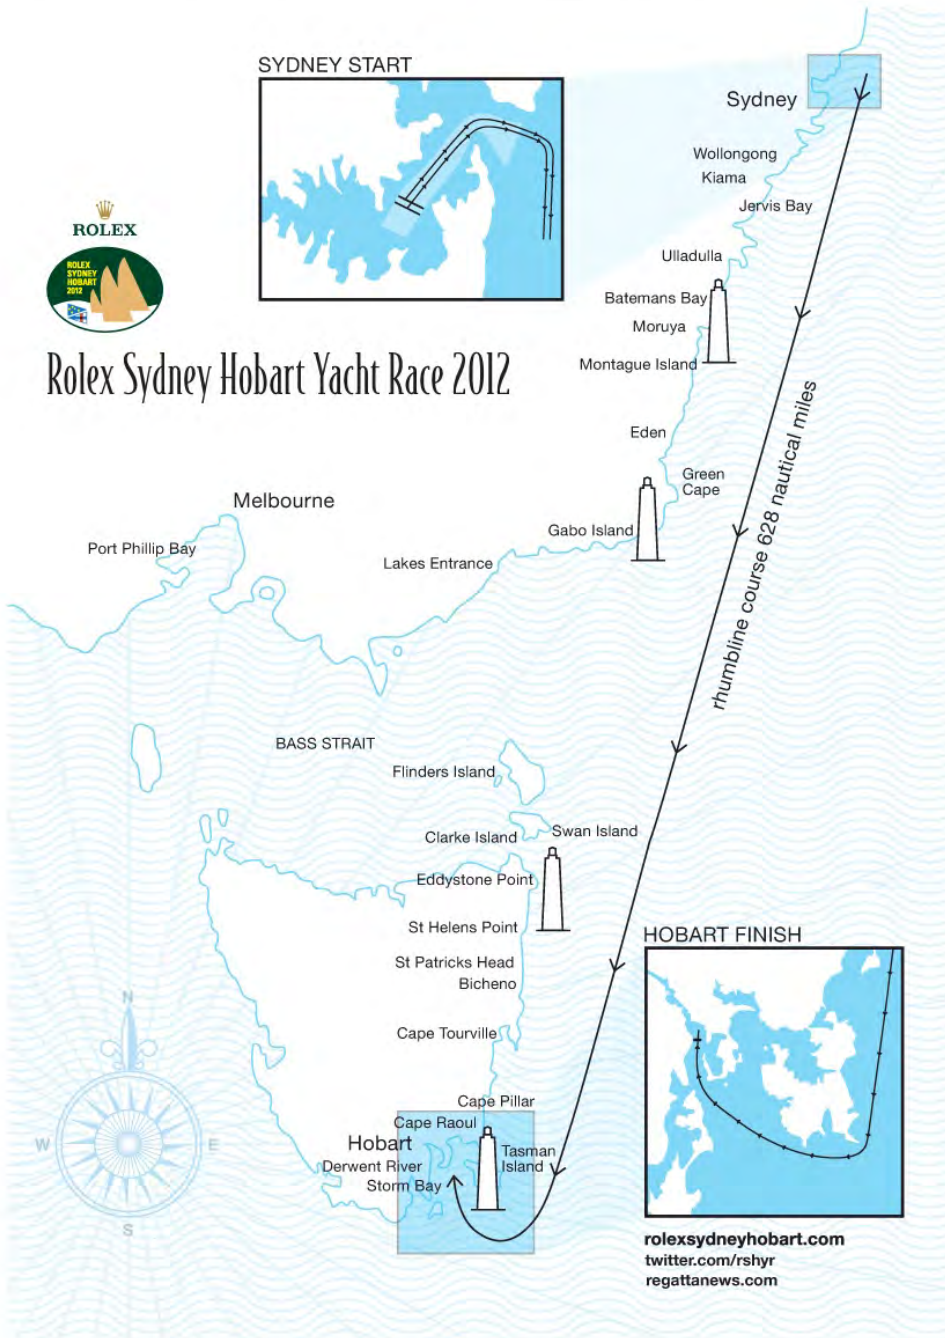 SYDNEY START
Sydney
Wollongong
Kiama
Jervis Bay
ROLEX
ROLEX
SYDNEY
HOBART
2012
Ulladulla
Batemans Bay
Moruya
Montague Island
Rolex Sydney Hobart Yacht Race 2012
rhumbline course 628 nautical miles
Eden
Green
Cape
Melbourne
Gabo Island
Port Phillip Bay
Lakes Entrance
BASS STRAIT
Flinders Island
Swan Island
Clarke Island
Eddystone Point
St Helens Point
HOBART FINISH
St Patricks Head
Bicheno
N
Cape Tourville
Cape Pillar
Cape Raoul
Hobart
W
E
Tasman
Island
Derwent River
Storm Bay
S
rolexsydneyhobart.com
twitter.com/rshyr
regattanews.com